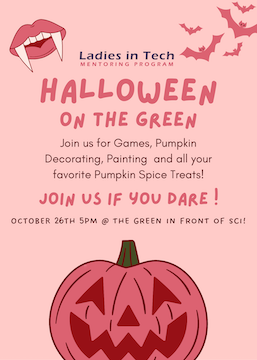 Ladies in Tech
MENTORING PROGRAM
HALLOWEEN
ON THE GREEN
Join us for Games, Pumpkin
Decorating, Painting and all your
favorite Pumpkin Spice Treats!
JOIN US IF YOU DARE !
OCTOBER 26TH 5PM @ THE GREEN IN FRONT OF SCI!